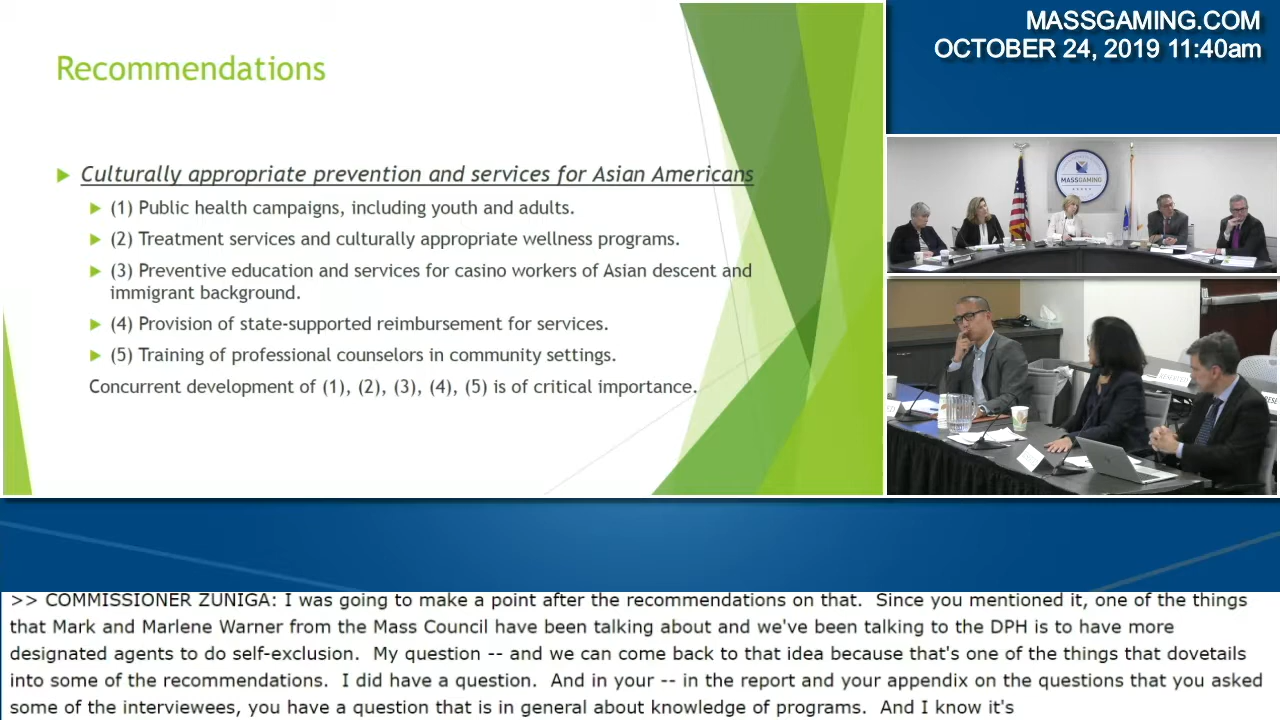 Recommendations
Culturally appropriate prevention and services for Asian Americans
(1) Public health campaigns, including youth and adults.
(2) Treatment services and culturally appropriate wellness programs.
(3) Preventive education and services for casino workers of Asian descent and
immigrant background.
(4) Provision of state-supported reimbursement for services.
(5) Training of professional counselors in community settings.
Concurrent development of (1), (2), (3), (4), (5) is of critical importance.
MASSGAMING.COM
OCTOBER 24, 2019 11:40am
MASSGAMING
RESERVED
>> COMMISSIONER ZUNIGA: I was going to make a point after the recommendations on that.  Since you mentioned it, one of the things
that Mark and Marlene Warner from the Mass Council have been talking about and we've been talking to the DPH is to have more
designated agents to do self-exclusion.  My question -- and we can come back to that idea because that's one of the things that dovetails
into some of the recommendations.  I did have a question.  And in your -- in the report and your appendix on the questions that you asked
some of the interviewees, you have a question that is in general about knowledge of programs.  And I know it's